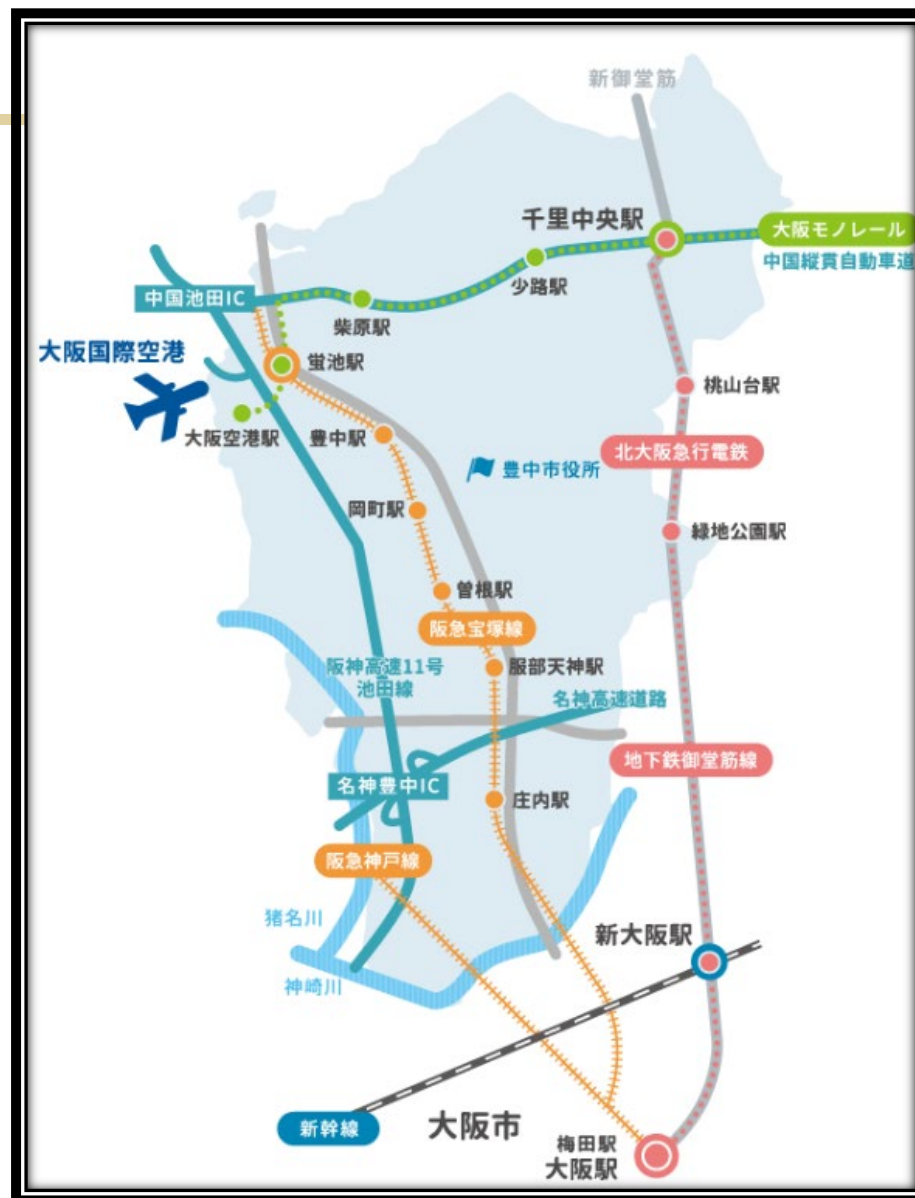 新御堂筋
千里中央駅
大阪モノレール
中国縦貫自動車道
少路駅
中国池田IC
柴原駅
大阪国際空港
蛍池駅
桃山台駅
大阪空港駅
豊中駅
北大阪急行電鉄
豊中市役所
岡町駅
緑地公園駅
曽根駅
阪急宝塚線
阪神高速11号
池田線
服部天神駅
名神高速道路
地下鉄御堂筋線
名神豊中IC
庄内駅
阪急神戸線
猪名川
新大阪駅
神崎川
新幹線
大阪市
梅田駅
大阪駅